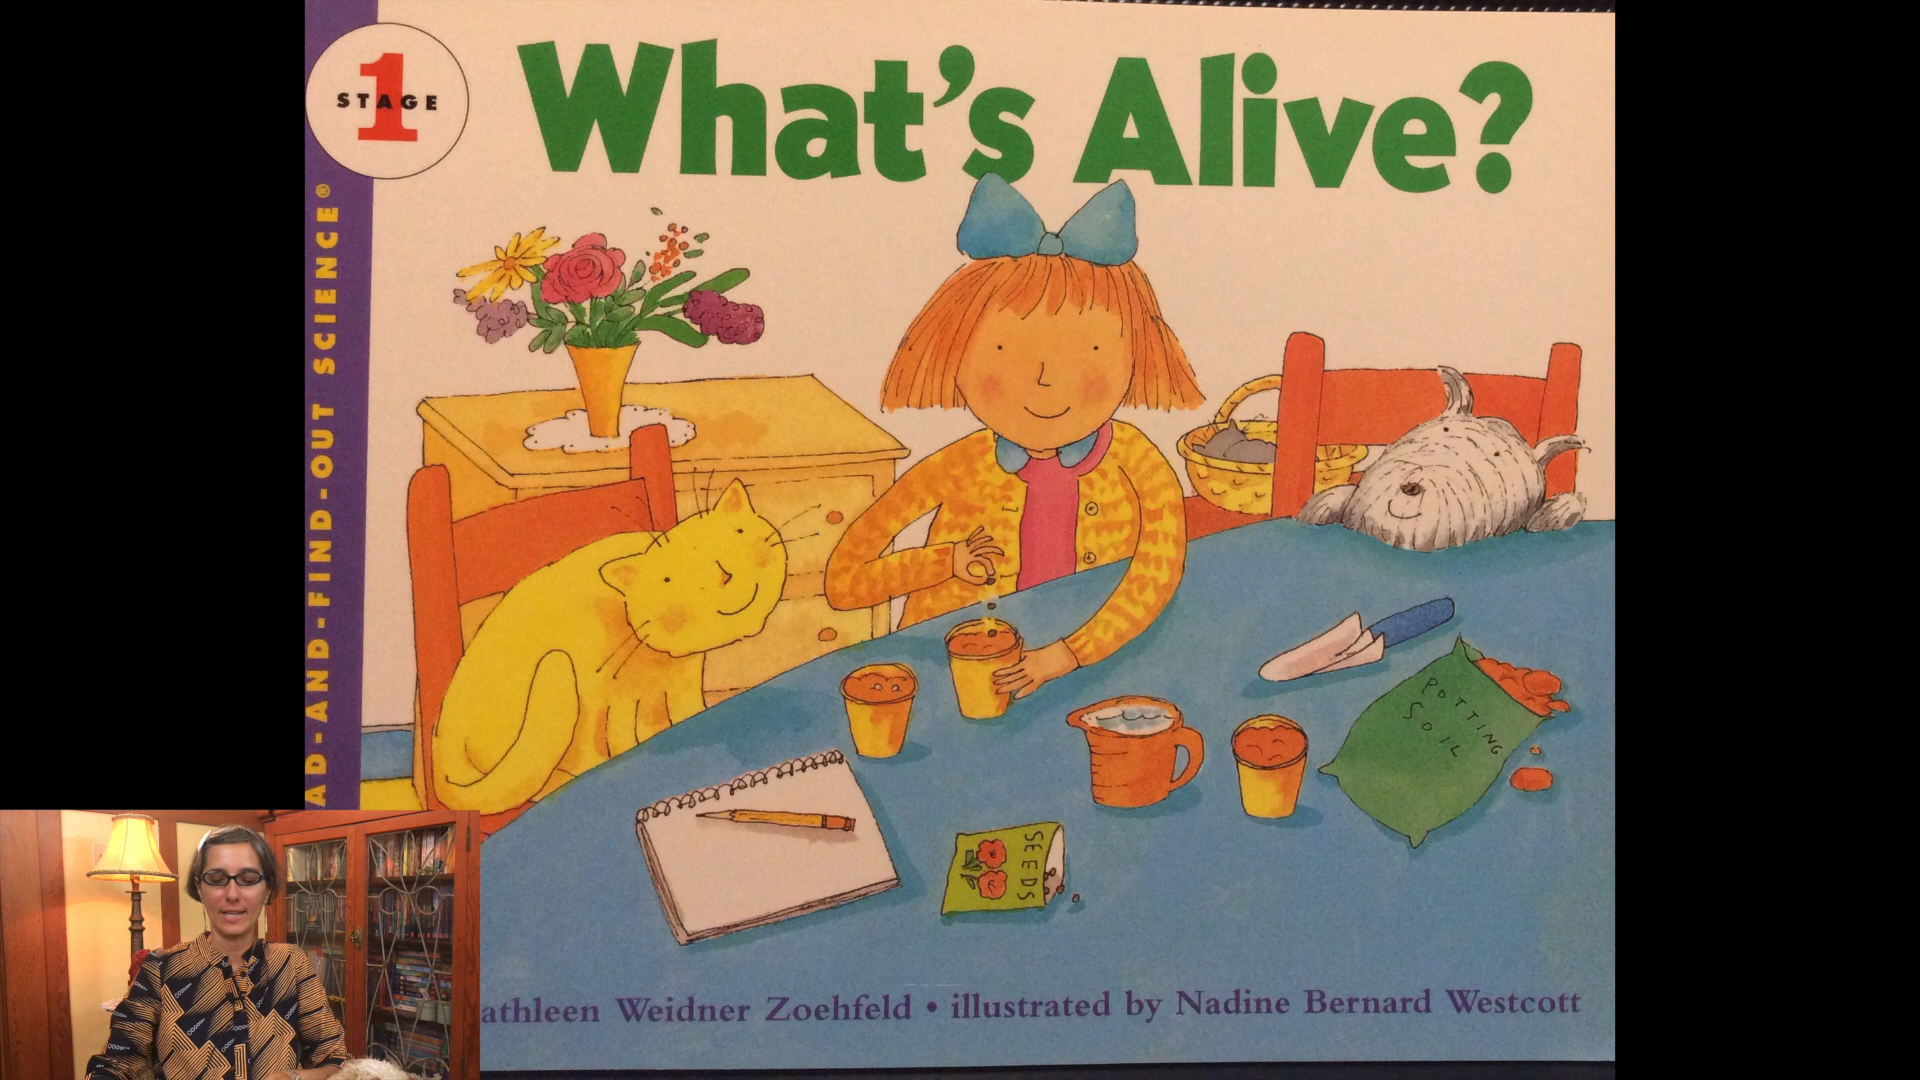 1
STAGE
What's Alive?
AD-AND-FIND-OUT SCIENCE®
POTTING
SOIL
SEEDS
athleen Weidner Zoehfeld • illustrated by Nadine Bernard Westcott